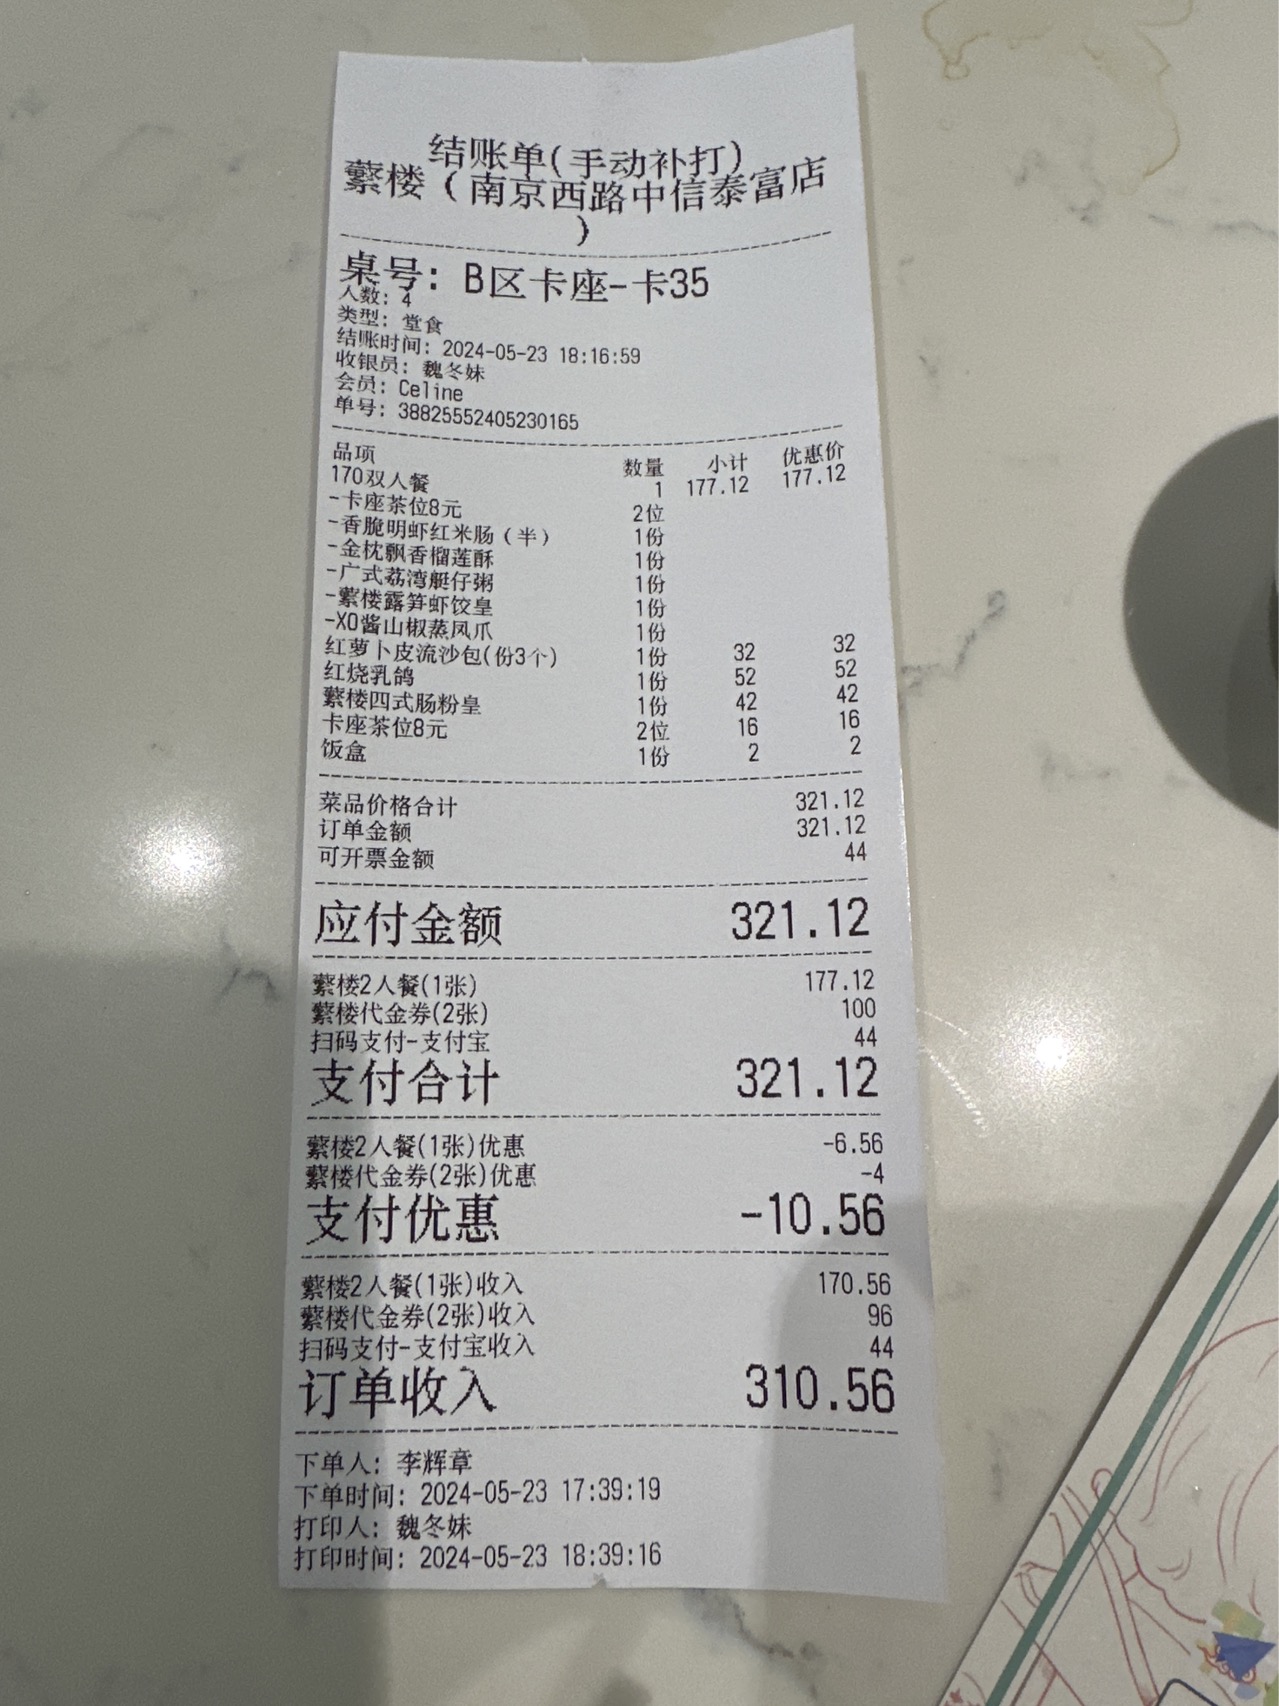 结账单(手动补打)
蘩楼（南京西路中信泰富店
）
桌号: B区卡座-卡35
人数: 4
类型: 堂食
结账时间: 2024-05-23 18:16:59
收银员: 魏冬妹
会员: Celine
单号: 38825552405230165
品项 数量 小计 优惠价
170双人餐 1 177.12 177.12
-卡座茶位8元 2位
-香脆明虾红米肠（半） 1份
-金枕飘香榴莲酥 1份
-广式荔湾艇仔粥 1份
-蘩楼露笋虾饺皇 1份
-XO酱山椒蒸凤爪 1份
红萝卜皮流沙包(份3个) 1份 32 32
红烧乳鸽 1份 52 52
蘩楼四式肠粉皇 1份 42 42
卡座茶位8元 2位 16 16
饭盒 1份 2 2
菜品价格合计 321.12
订单金额 321.12
可开票金额 44
应付金额 321.12
蘩楼2人餐(1张) 177.12
蘩楼代金券(2张) 100
扫码支付-支付宝 44
支付合计 321.12
蘩楼2人餐(1张)优惠 -6.56
蘩楼代金券(2张)优惠 -4
支付优惠 -10.56
蘩楼2人餐(1张)收入 170.56
蘩楼代金券(2张)收入 96
扫码支付-支付宝收入 44
订单收入 310.56
下单人: 李辉章
下单时间: 2024-05-23 17:39:19
打印人: 魏冬妹
打印时间: 2024-05-23 18:39:16